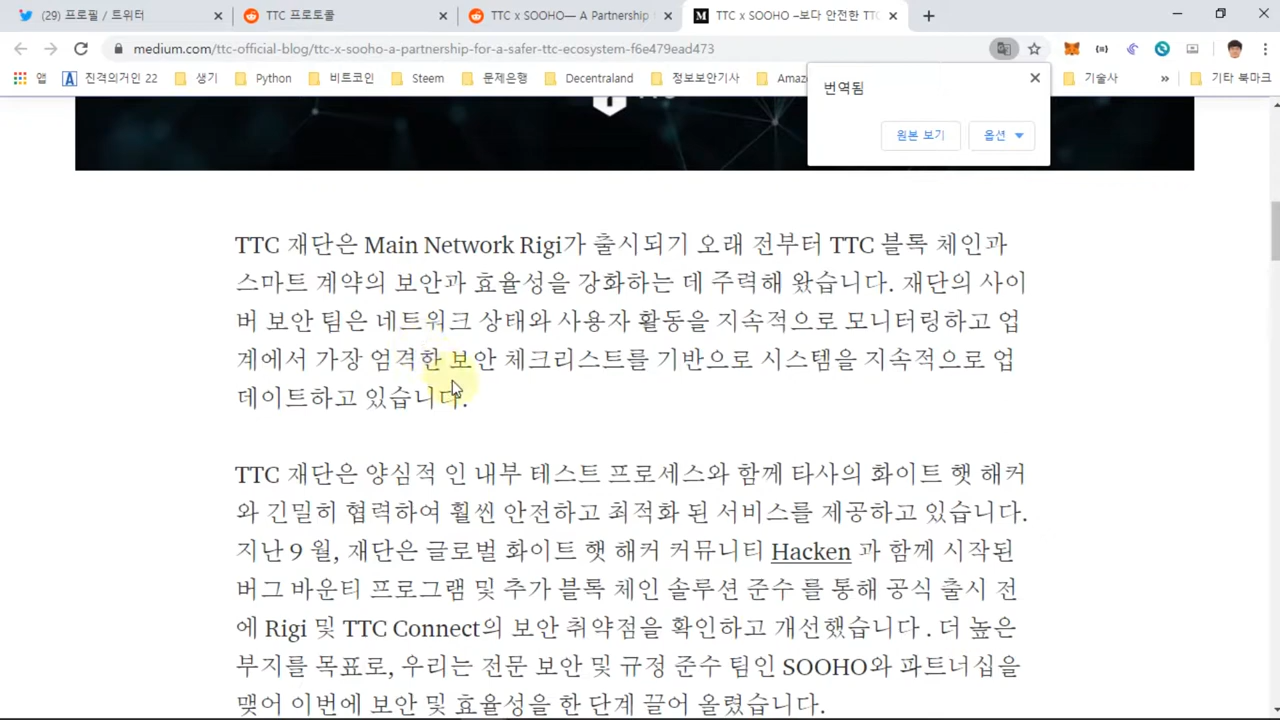 (29) 프로필 / 트위터
TTC 프로토콜
TTC x SOOHO— A Partnership
TTC x SOOHO –보다 안전한 TTC
medium.com/ttc-official-blog/ttc-x-sooho-a-partnership-for-a-safer-ttc-ecosystem-f6e479ead473
앱
진격의거인 22
생기
Python
비트코인
Steem
문제은행
Decentraland
정보보안기사
Amaz
기술사
기타 북마크
번역됨
원본 보기
옵션
TTC 재단은 Main Network Rigi가 출시되기 오래 전부터 TTC 블록 체인과
스마트 계약의 보안과 효율성을 강화하는 데 주력해 왔습니다. 재단의 사이
버 보안 팀은 네트워크 상태와 사용자 활동을 지속적으로 모니터링하고 업
계에서 가장 엄격한 보안 체크리스트를 기반으로 시스템을 지속적으로 업
데이트하고 있습니다.
TTC 재단은 양심적 인 내부 테스트 프로세스와 함께 타사의 화이트 햇 해커
와 긴밀히 협력하여 훨씬 안전하고 최적화 된 서비스를 제공하고 있습니다.
지난 9 월, 재단은 글로벌 화이트 햇 해커 커뮤니티 Hacken 과 함께 시작된
버그 바운티 프로그램 및 추가 블록 체인 솔루션 준수 를 통해 공식 출시 전
에 Rigi 및 TTC Connect의 보안 취약점을 확인하고 개선했습니다 . 더 높은
부지를 목표로, 우리는 전문 보안 및 규정 준수 팀인 SOOHO와 파트너십을
맺어 이번에 보안 및 효율성을 한 단계 끌어 올렸습니다.